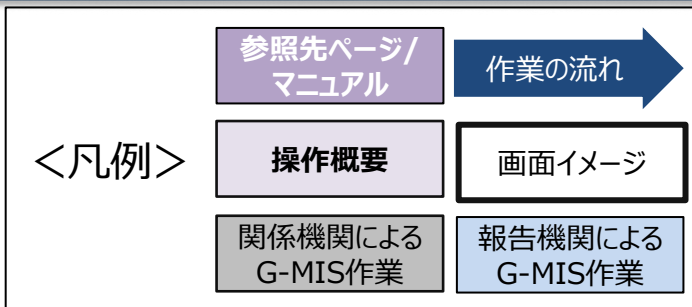 <凡例>
参照先ページ/
マニュアル
作業の流れ
操作概要
画面イメージ
関係機関による
G-MIS作業
報告機関による
G-MIS作業